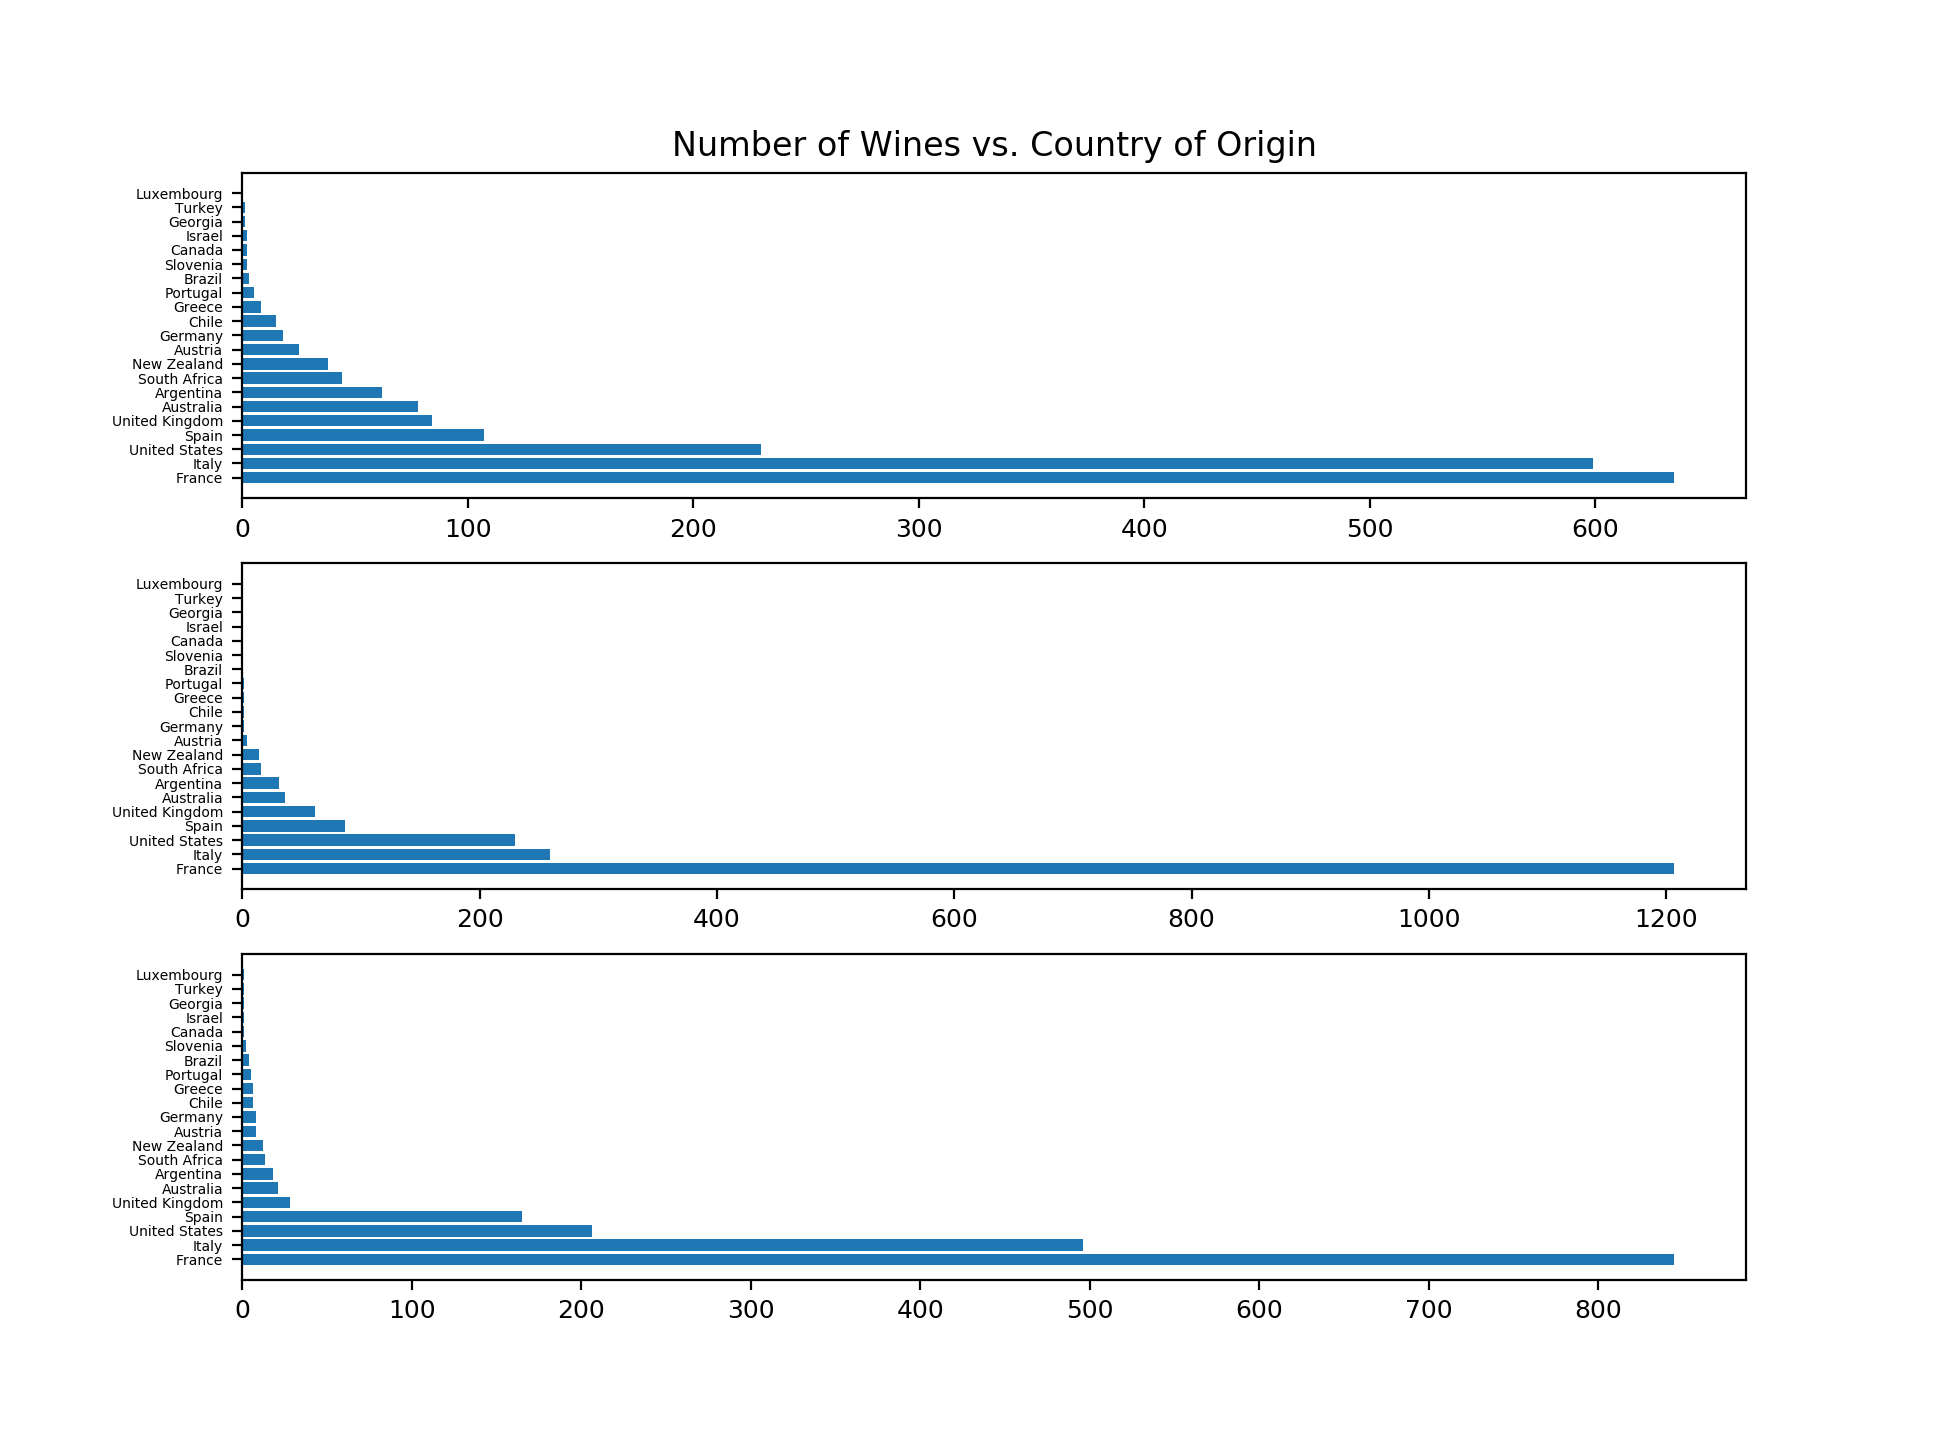 Number of Wines vs. Country of Origin
Luxembourg
Turkey
Georgia
Israel
Canada
Slovenia
Brazil
Portugal
Greece
Chile
Germany
Austria
New Zealand
South Africa
Argentina
Australia
United Kingdom
Spain
United States
Italy
France
0 100 200 300 400 500 600
Luxembourg
Turkey
Georgia
Israel
Canada
Slovenia
Brazil
Portugal
Greece
Chile
Germany
Austria
New Zealand
South Africa
Argentina
Australia
United Kingdom
Spain
United States
Italy
France
0 200 400 600 800 1000 1200
Luxembourg
Turkey
Georgia
Israel
Canada
Slovenia
Brazil
Portugal
Greece
Chile
Germany
Austria
New Zealand
South Africa
Argentina
Australia
United Kingdom
Spain
United States
Italy
France
0 100 200 300 400 500 600 700 800